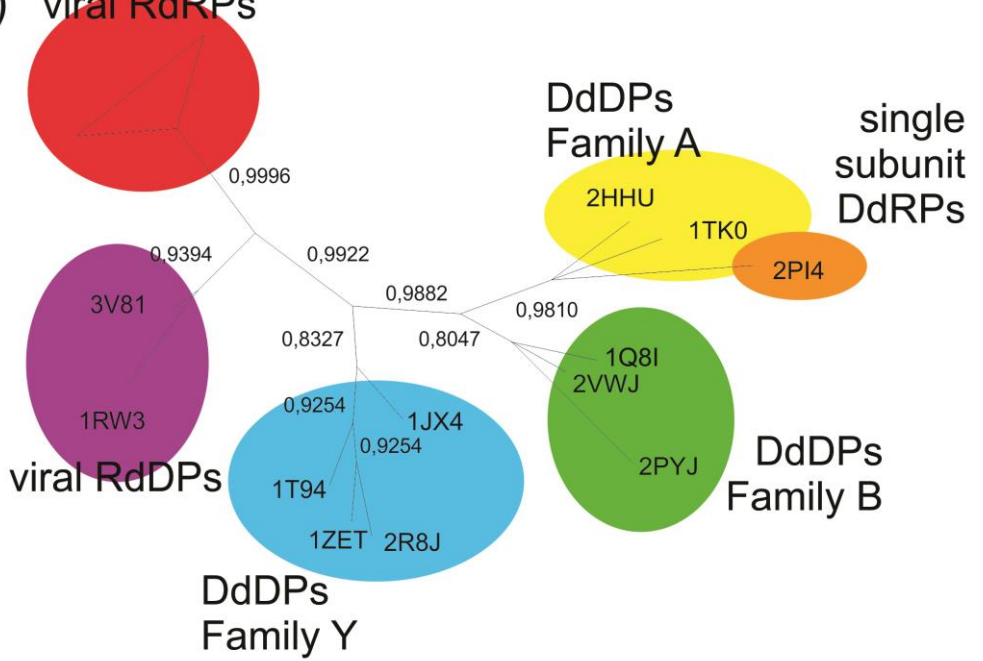 ) viral RdRPs
0,9996
DdDPs
Family A
single
subunit
DdRPs
2HHU
1TK0
2PI4
0,9394
0,9922
0,9882
0,9810
3V81
1RW3
viral RdDPs
0,8327
0,8047
1Q8I
2VWJ
2PYJ
DdDPs
Family B
0,9254
1JX4
0,9254
1T94
1ZET
2R8J
DdDPs
Family Y